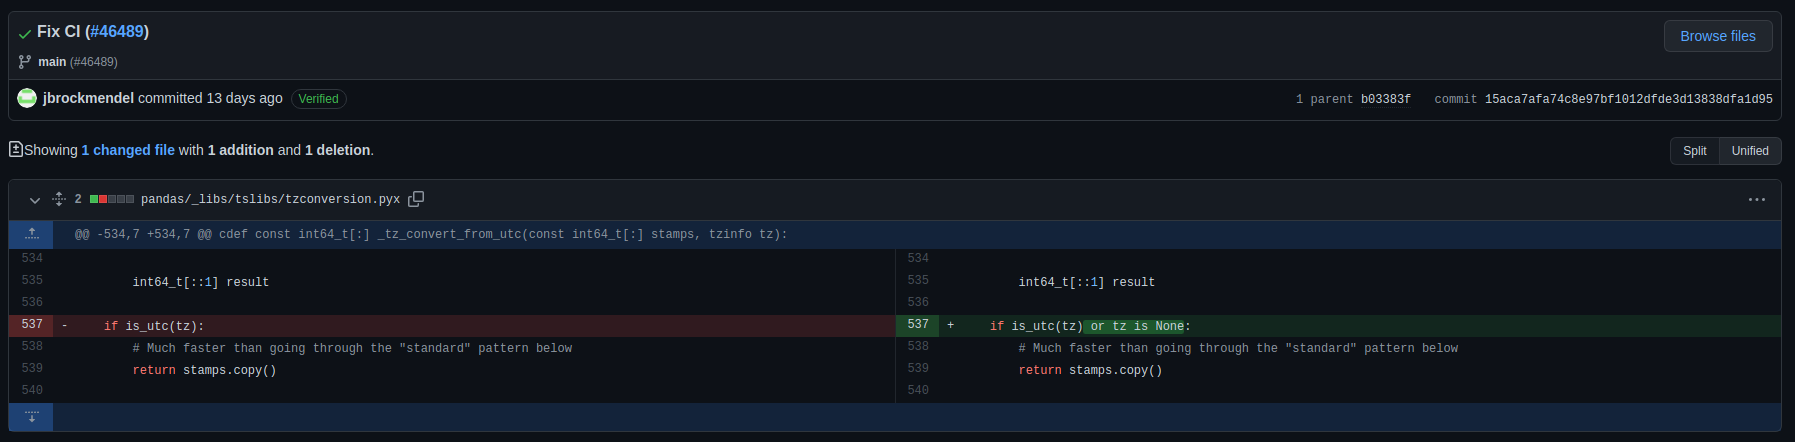 Fix CI (#46489)
Browse files
main (#46489)
jbrockmendel committed 13 days ago Verified
1 parent b03383f commit 15aca7afa74c8e97bf1012dfde3d13838dfa1d95
Showing 1 changed file with 1 addition and 1 deletion.
Split Unified
2 pandas/_libs/tslibs/tzconversion.pyx
@@ -534,7 +534,7 @@ cdef const int64_t[:] _tz_convert_from_utc(const int64_t[:] stamps, tzinfo tz):
534
535 int64_t[::1] result
536
537 - if is_utc(tz):
538 # Much faster than going through the "standard" pattern below
539 return stamps.copy()
540
534
535 int64_t[::1] result
536
537 + if is_utc(tz) or tz is None:
538 # Much faster than going through the "standard" pattern below
539 return stamps.copy()
540